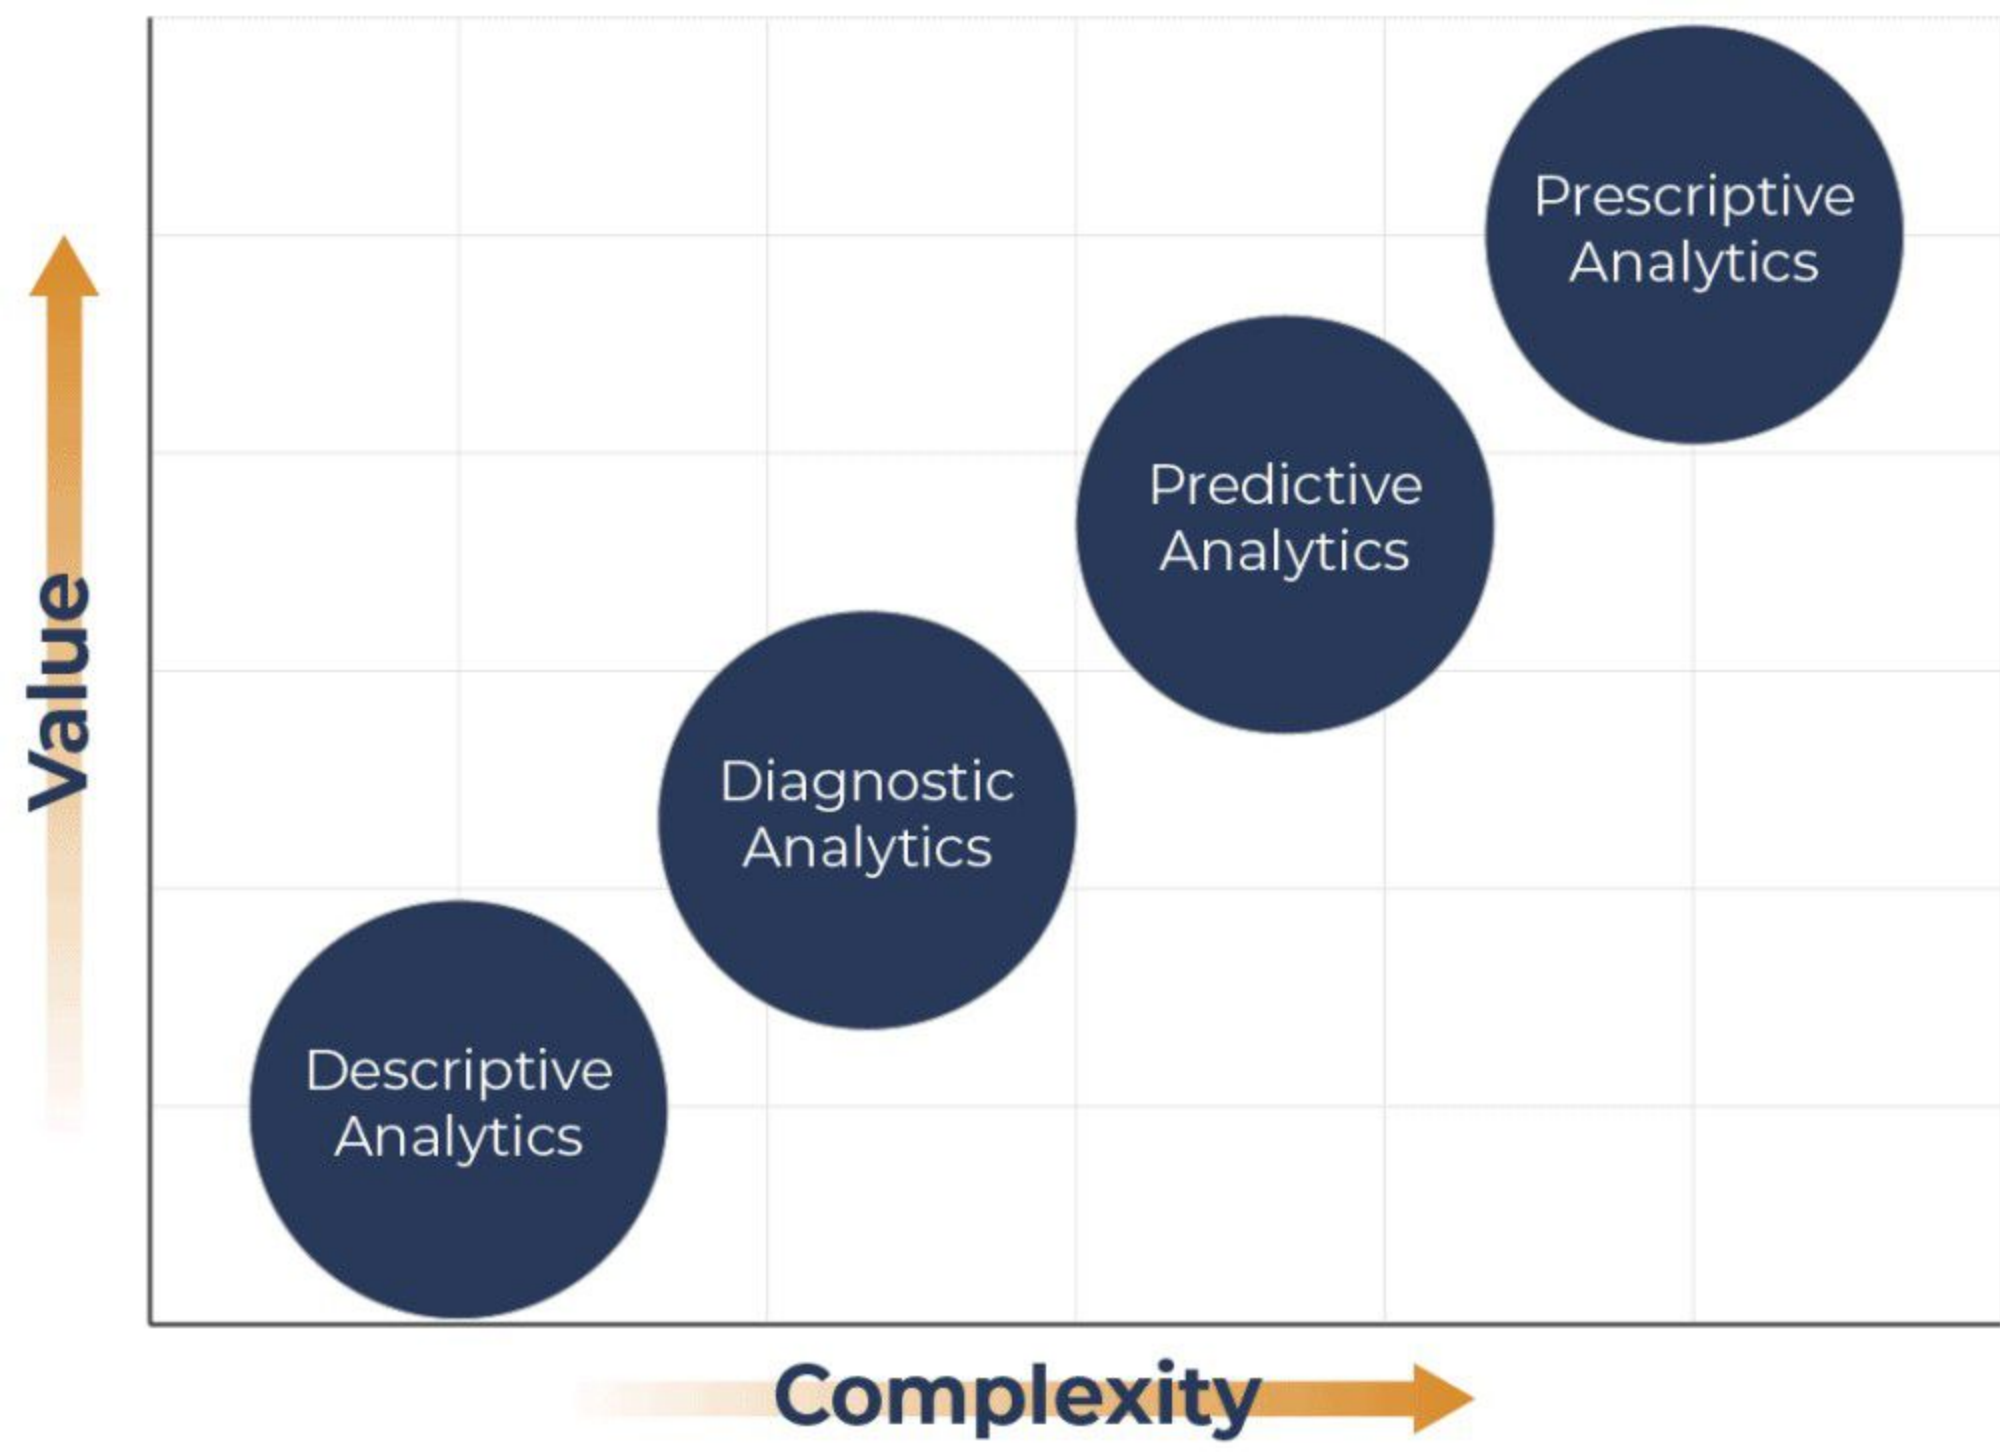 Prescriptive
Analytics
Predictive
Analytics
Diagnostic
Analytics
Descriptive
Analytics
Value
Complexity